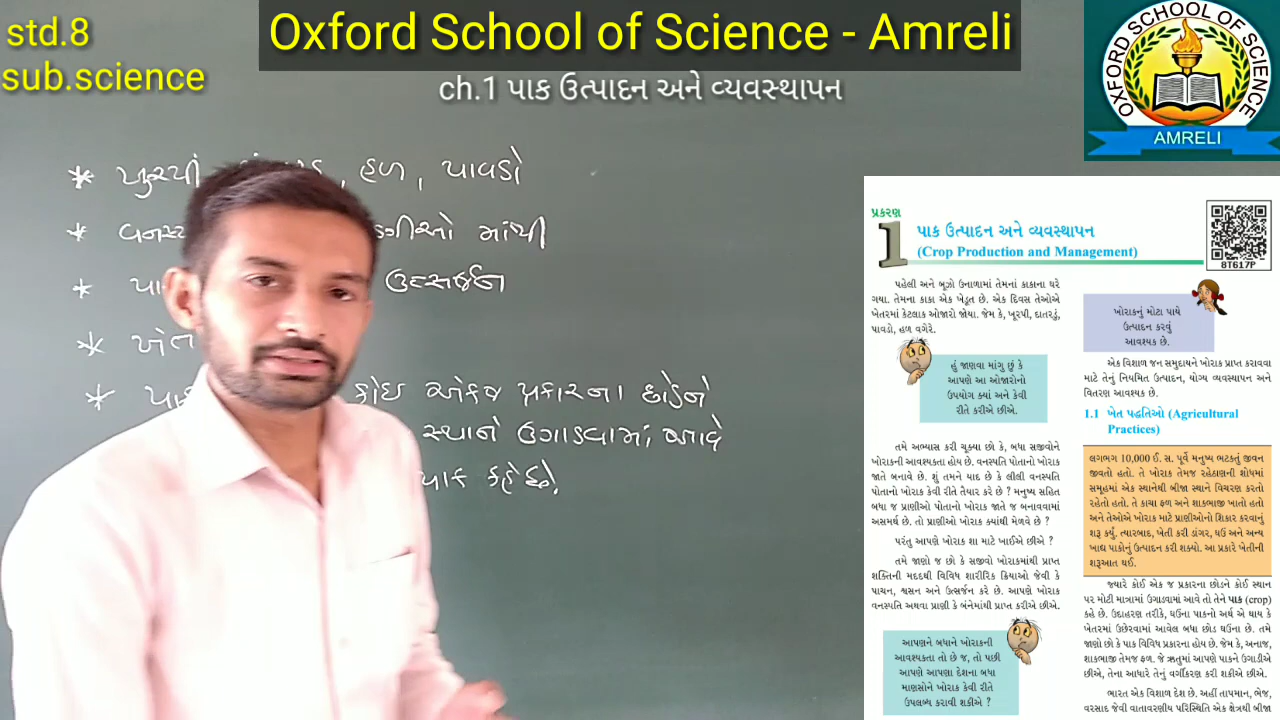 std.8
sub.science
Oxford School of Science - Amreli
ch.1 પાક ઉત્પાદન અને વ્યવસ્થાપન
OXFORD SCHOOL OF SCIENCE
AMRELI
* ખુરપી , હળ , પાવડો
* માંથી
* ઉત્સર્જન
*
* કોઇ એકજ પ્રકારના છોડને
સ્થાને ઉગાડવામાં આવે
પાક કહે છે.
પ્રકરણ
1
પાક ઉત્પાદન અને વ્યવસ્થાપન
(Crop Production and Management)
8T617P
પહેલી અને બૂઝો ઉનાળામાં તેમનાં કાકાના ઘરે
ગયા. તેમના કાકા એક ખેડૂત છે. એક દિવસ તેઓએ
ખેતરમાં કેટલાક ઓજારો જોયા. જેમ કે, ખૂરપી, દાતરડું,
પાવડો, હળ વગેરે.
હું જાણવા માંગુ છું કે
આપણે આ ઓજારોનો
ઉપયોગ ક્યાં અને કેવી
રીતે કરીએ છીએ.
તમે અભ્યાસ કરી ચૂક્યા છો કે, બધા સજીવોને
ખોરાકની આવશ્યકતા હોય છે. વનસ્પતિ પોતાનો ખોરાક
જાતે બનાવે છે. શું તમને યાદ છે કે લીલી વનસ્પતિ
પોતાનો ખોરાક કેવી રીતે તૈયાર કરે છે ? મનુષ્ય સહિત
બધા જ પ્રાણીઓ પોતાનો ખોરાક જાતે જ બનાવવામાં
અસમર્થ છે. તો પ્રાણીઓ ખોરાક ક્યાંથી મેળવે છે ?
પરંતુ આપણે ખોરાક શા માટે ખાઈએ છીએ ?
તમે જાણો જ છો કે સજીવો ખોરાકમાંથી પ્રાપ્ત
શક્તિની મદદથી વિવિધ શારીરિક ક્રિયાઓ જેવી કે
પાચન, શ્વસન અને ઉત્સર્જન કરે છે. આપણે ખોરાક
વનસ્પતિ અથવા પ્રાણી કે બંનેમાંથી પ્રાપ્ત કરીએ છીએ.
આપણને બધાને ખોરાકની
આવશ્યકતા તો છે જ, તો પછી
આપણે આપણા દેશના બધા
માણસોને ખોરાક કેવી રીતે
ઉપલબ્ધ કરાવી શકીએ ?
ખોરાકનું મોટા પાયે
ઉત્પાદન કરવું
આવશ્યક છે.
એક વિશાળ જન સમુદાયને ખોરાક પ્રાપ્ત કરાવવા
માટે તેનું નિયમિત ઉત્પાદન, યોગ્ય વ્યવસ્થાપન અને
વિતરણ આવશ્યક છે.
1.1 ખેત પદ્ધતિઓ (Agricultural
Practices)
લગભગ 10,000 ઈ. સ. પૂર્વે મનુષ્ય ભટકતું જીવન
જીવતો હતો. તે ખોરાક તેમજ રહેઠાણની શોધમાં
સમૂહમાં એક સ્થાનેથી બીજા સ્થાને વિચરણ કરતો
રહેતો હતો. તે કાચા ફળ અને શાકભાજી ખાતો હતો
અને તેઓએ ખોરાક માટે પ્રાણીઓનો શિકાર કરવાનું
શરૂ કર્યું. ત્યારબાદ, ખેતી કરી ડાંગર, ઘઉં અને અન્ય
ખાદ્ય પાકોનું ઉત્પાદન કરી શક્યો. આ પ્રકારે ખેતીની
શરૂઆત થઈ.
જ્યારે કોઈ એક જ પ્રકારના છોડને કોઈ સ્થાન
પર મોટી માત્રામાં ઉગાડવામાં આવે તો તેને પાક (crop)
કહે છે. ઉદાહરણ તરીકે, ઘઉંના પાકનો અર્થ એ થાય કે
ખેતરમાં ઉછેરવામાં આવેલ બધા છોડ ઘઉંના છે. તમે
જાણો છો કે પાક વિવિધ પ્રકારના હોય છે. જેમ કે, અનાજ,
શાકભાજી તેમજ ફળ. જે ઋતુમાં આપણે પાકને ઉગાડીએ
છીએ, તેના આધારે તેનું વર્ગીકરણ કરી શકીએ છીએ.
ભારત એક વિશાળ દેશ છે. અહીં તાપમાન, ભેજ,
વરસાદ જેવી વાતાવરણીય પરિસ્થિતિ એક ક્ષેત્રથી બીજા